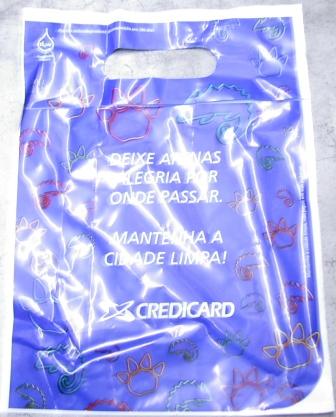 DEIXE APENAS
ALEGRIA POR
ONDE PASSAR.
MANTENHA A
CIDADE LIMPA!
CREDICARD